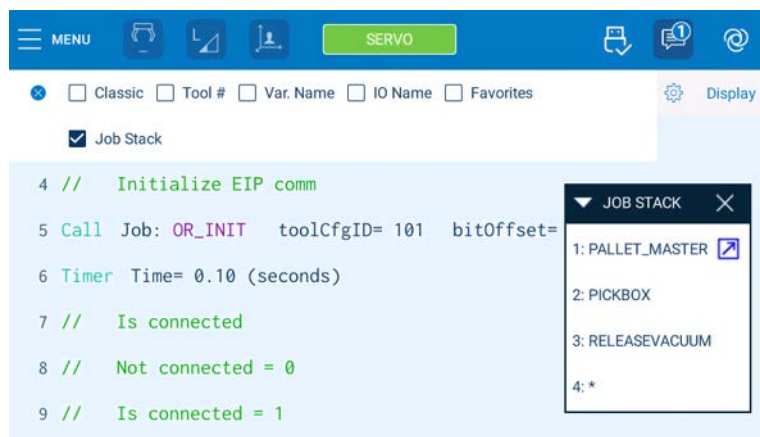 MENU
SERVO
1
Classic Tool # Var. Name IO Name Favorites
Display
Job Stack
4 // Initialize EIP comm
5 Call Job: OR_INIT toolCfgID= 101 bitOffset=
6 Timer Time= 0.10 (seconds)
7 // Is connected
8 // Not connected = 0
9 // Is connected = 1
JOB STACK
1: PALLET_MASTER
2: PICKBOX
3: RELEASEVACUUM
4: *